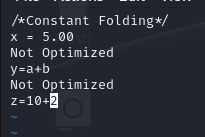 /*Constant Folding*/
x = 5.00
Not Optimized
y=a+b
Not Optimized
z=10+2
~
~